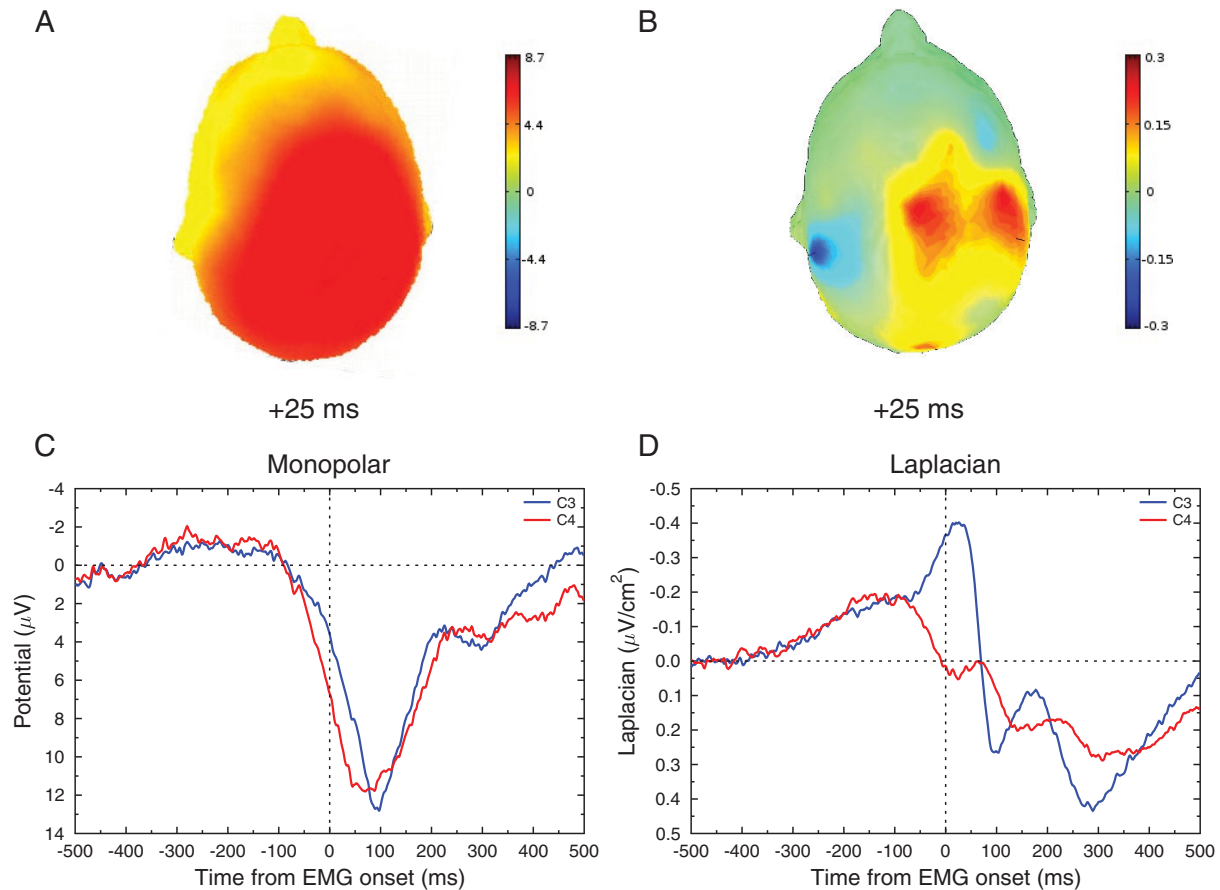 A
8.7
4.4
0
-4.4
-8.7
+25 ms
B
0.3
0.15
0
-0.15
-0.3
+25 ms
C
Monopolar
C3
C4
-4
-2
0
2
4
6
8
10
12
14
Potential (μV)
-500 -400 -300 -200 -100 0 100 200 300 400 500
Time from EMG onset (ms)
D
Laplacian
C3
C4
-0.5
-0.4
-0.3
-0.2
-0.1
0.0
0.1
0.2
0.3
0.4
0.5
Laplacian (μV/cm²)
-500 -400 -300 -200 -100 0 100 200 300 400 500
Time from EMG onset (ms)